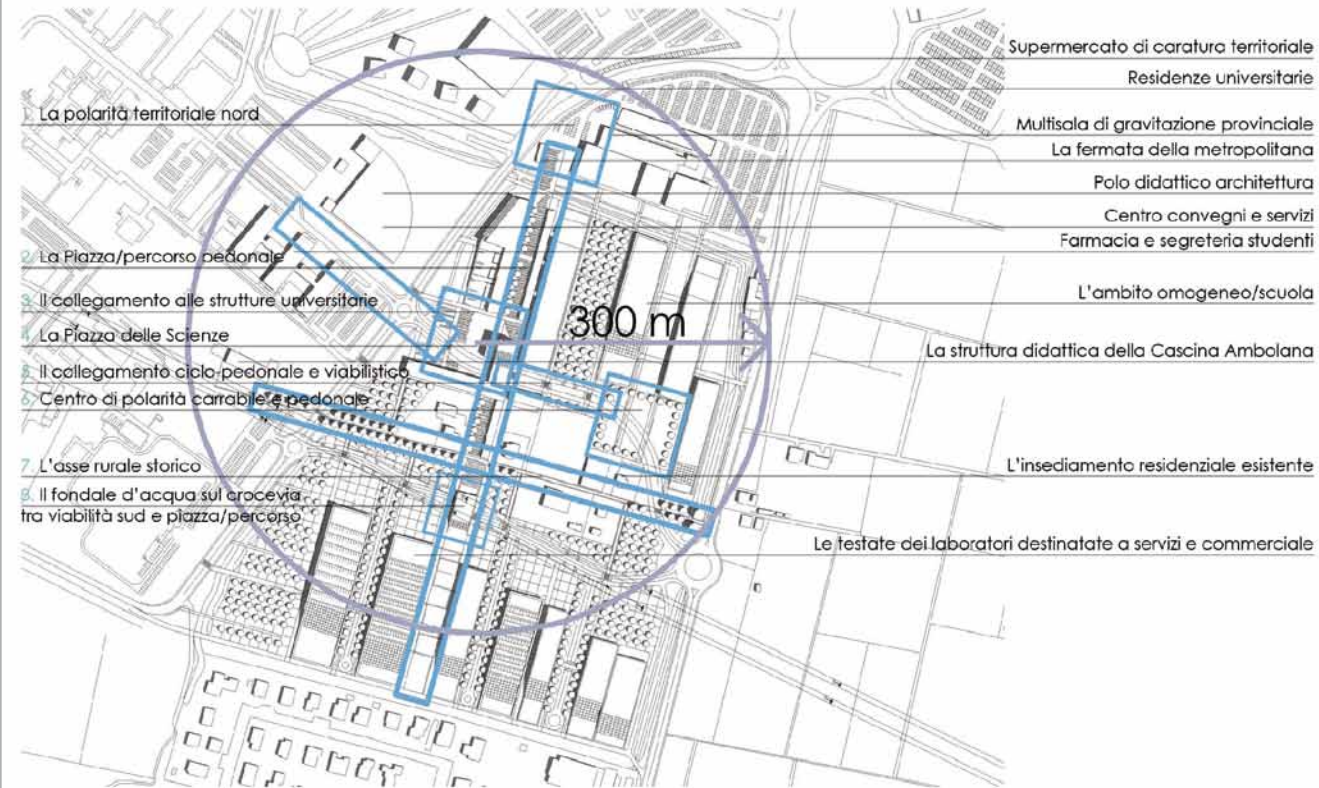 1. La polarità territoriale nord
2. La Piazza/percorso pedonale
3. Il collegamento alle strutture universitarie
4. La Piazza delle Scienze
5. Il collegamento ciclo-pedonale e viabilistico
6. Centro di polarità carrabile e pedonale
7. L'asse rurale storico
8. Il fondale d'acqua sul crocevia
tra viabilità sud e piazza/percorso
300 m
Supermercato di caratura territoriale
Residenze universitarie
Multisala di gravitazione provinciale
La fermata della metropolitana
Polo didattico architettura
Centro convegni e servizi
Farmacia e segreteria studenti
L'ambito omogeneo/scuola
La struttura didattica della Cascina Ambolana
L'insediamento residenziale esistente
Le testate dei laboratori destinatate a servizi e commerciale